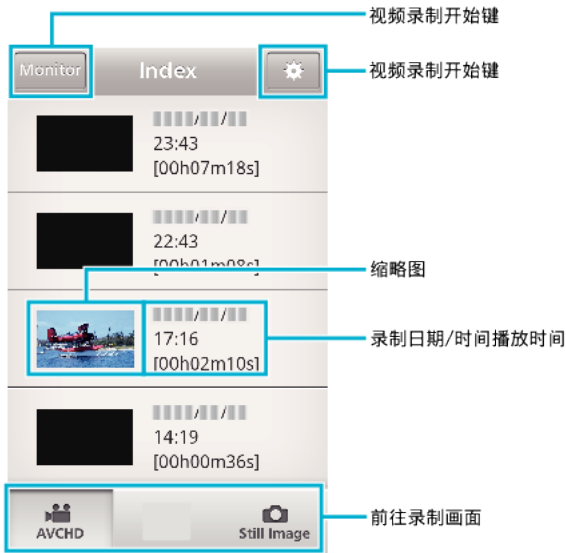 视频录制开始键
Monitor
Index
视频录制开始键
23:43
[00h07m18s]
22:43
[00h01m08s]
缩略图
17:16
[00h02m10s]
录制日期/时间播放时间
14:19
[00h00m36s]
AVCHD
Still Image
前往录制画面